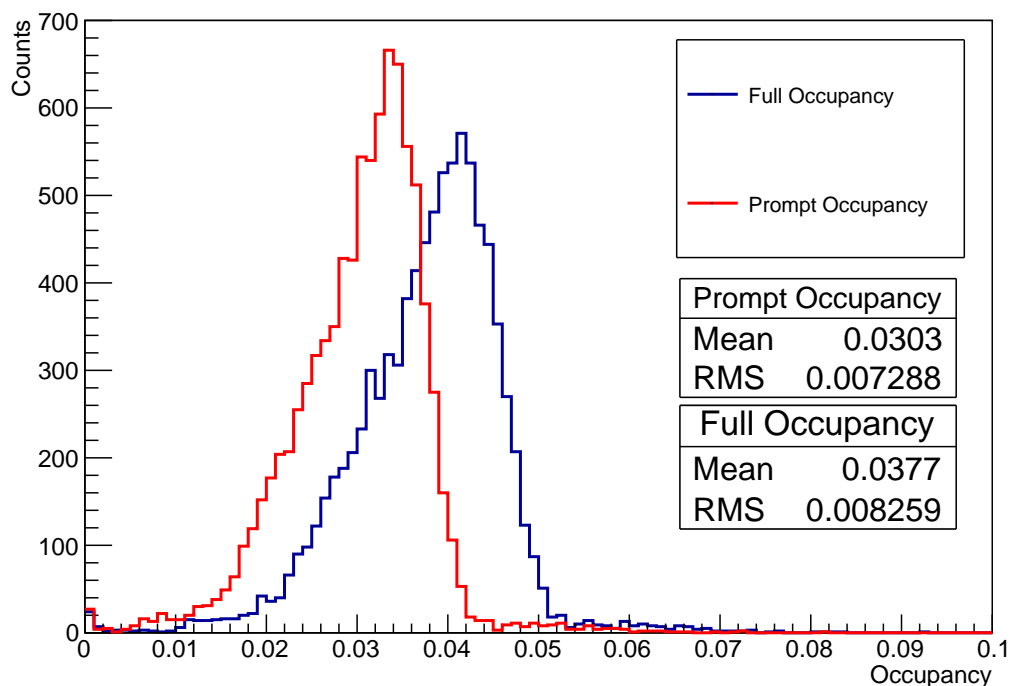 Counts
700
600
500
400
300
200
100
0
0 0.01 0.02 0.03 0.04 0.05 0.06 0.07 0.08 0.09 0.1
Occupancy
Full Occupancy
Prompt Occupancy
Prompt Occupancy
Mean 0.0303
RMS 0.007288
Full Occupancy
Mean 0.0377
RMS 0.008259